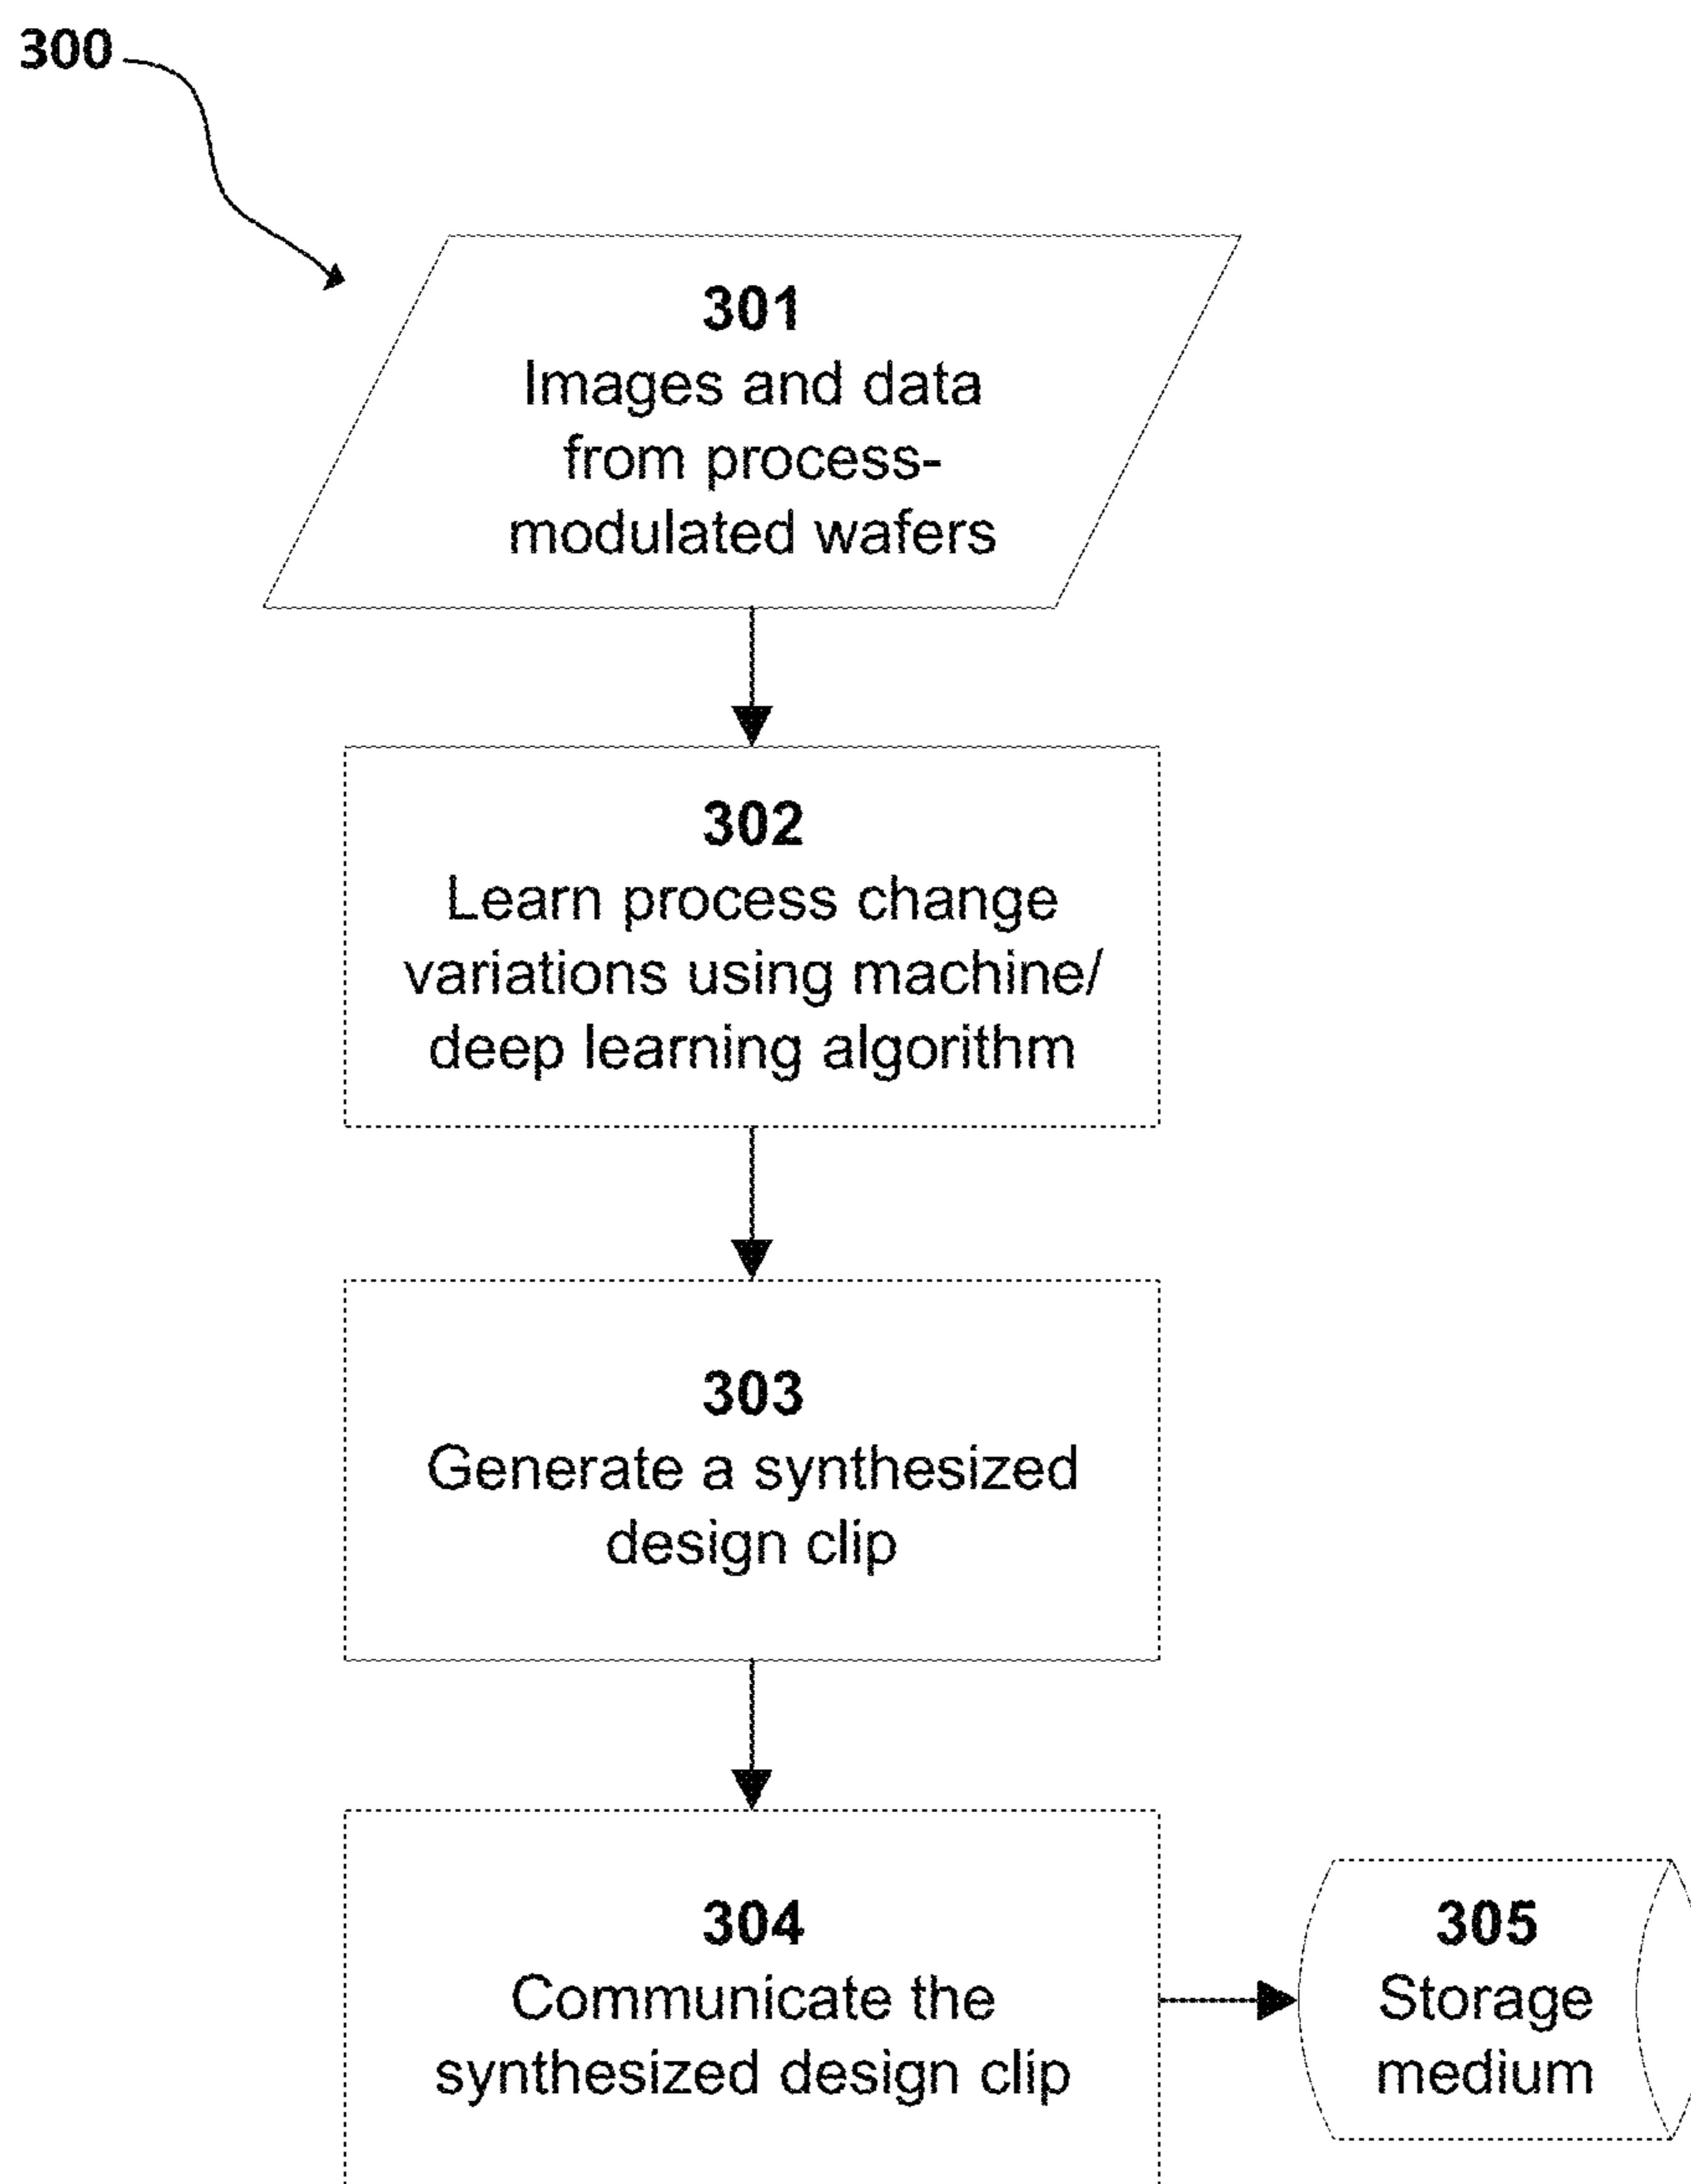 300
301
Images and data
from process-
modulated wafers
302
Learn process change
variations using machine/
deep learning algorithm
303
Generate a synthesized
design clip
304
Communicate the
synthesized design clip
305
Storage
medium